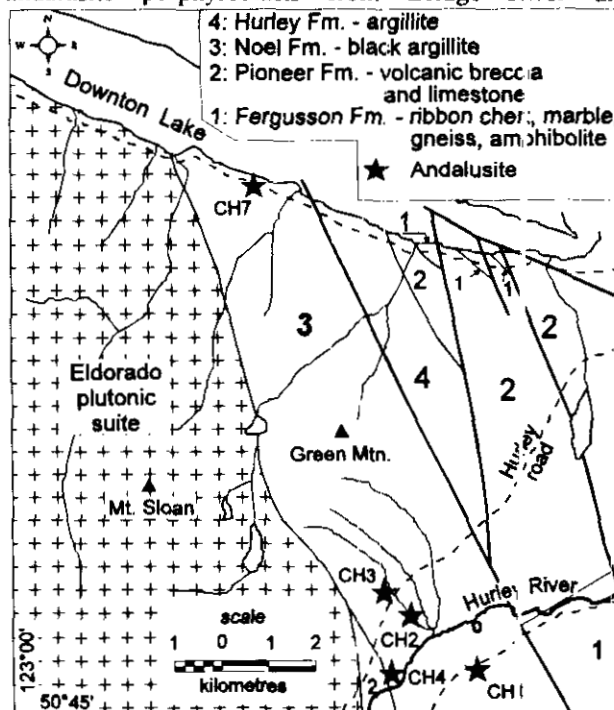 N
W
S
4: Hurley Fm. - argillite
3: Noel Fm. - black argillite
2: Pioneer Fm. - volcanic breccia
and limestone
1: Fergusson Fm. - ribbon chert, marble
gneiss, amphibolite
★ Andalusite
Downton Lake
CH7
1
2
1
1
3
2
4
2
Eldorado
plutonic
suite
Green Mtn.
Hurley
road
Mt. Sloan
CH3
Hurley River
scale
CH2
6
1 0 1 2
kilometres
2
CH4
CH1
1
123°00'
50°45'